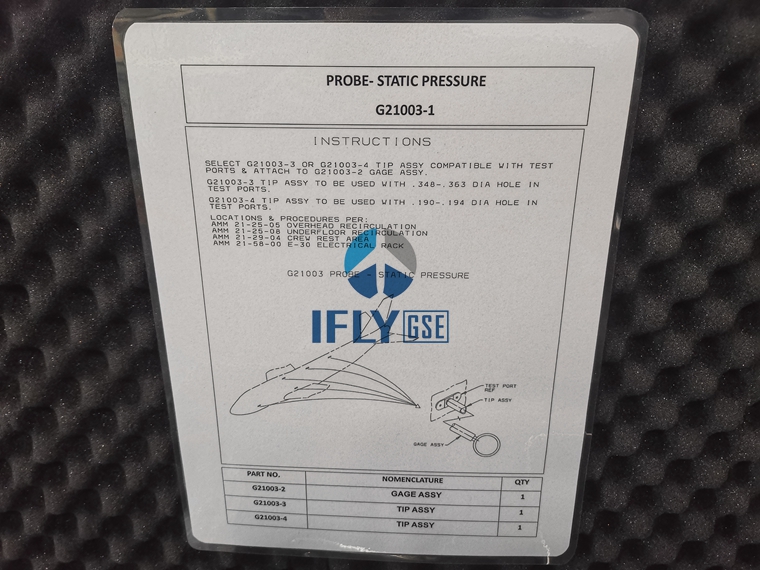 PROBE- STATIC PRESSURE
G21003-1
INSTRUCTIONS
SELECT G21003-3 OR G21003-4 TIP ASSY COMPATIBLE WITH TEST
PORTS & ATTACH TO G21003-2 GAGE ASSY.
G21003-3 TIP ASSY TO BE USED WITH .348-.363 DIA HOLE IN
TEST PORTS.
G21003-4 TIP ASSY TO BE USED WITH .190-.194 DIA HOLE IN
TEST PORTS.
LOCATIONS & PROCEDURES PER:
AMM 21-25-05 OVERHEAD RECIRCULATION
AMM 21-25-08 UNDERFLOOR RECIRCULATION
AMM 21-29-04 CREW REST AREA
AMM 21-58-00 E-30 ELECTRICAL RACK
G21003 PROBE - STATIC PRESSURE
IFLY GSE
TEST PORT
REF
TIP ASSY
GAGE ASSY
PART NO. NOMENCLATURE QTY
G21003-2 GAGE ASSY 1
G21003-3 TIP ASSY 1
G21003-4 TIP ASSY 1